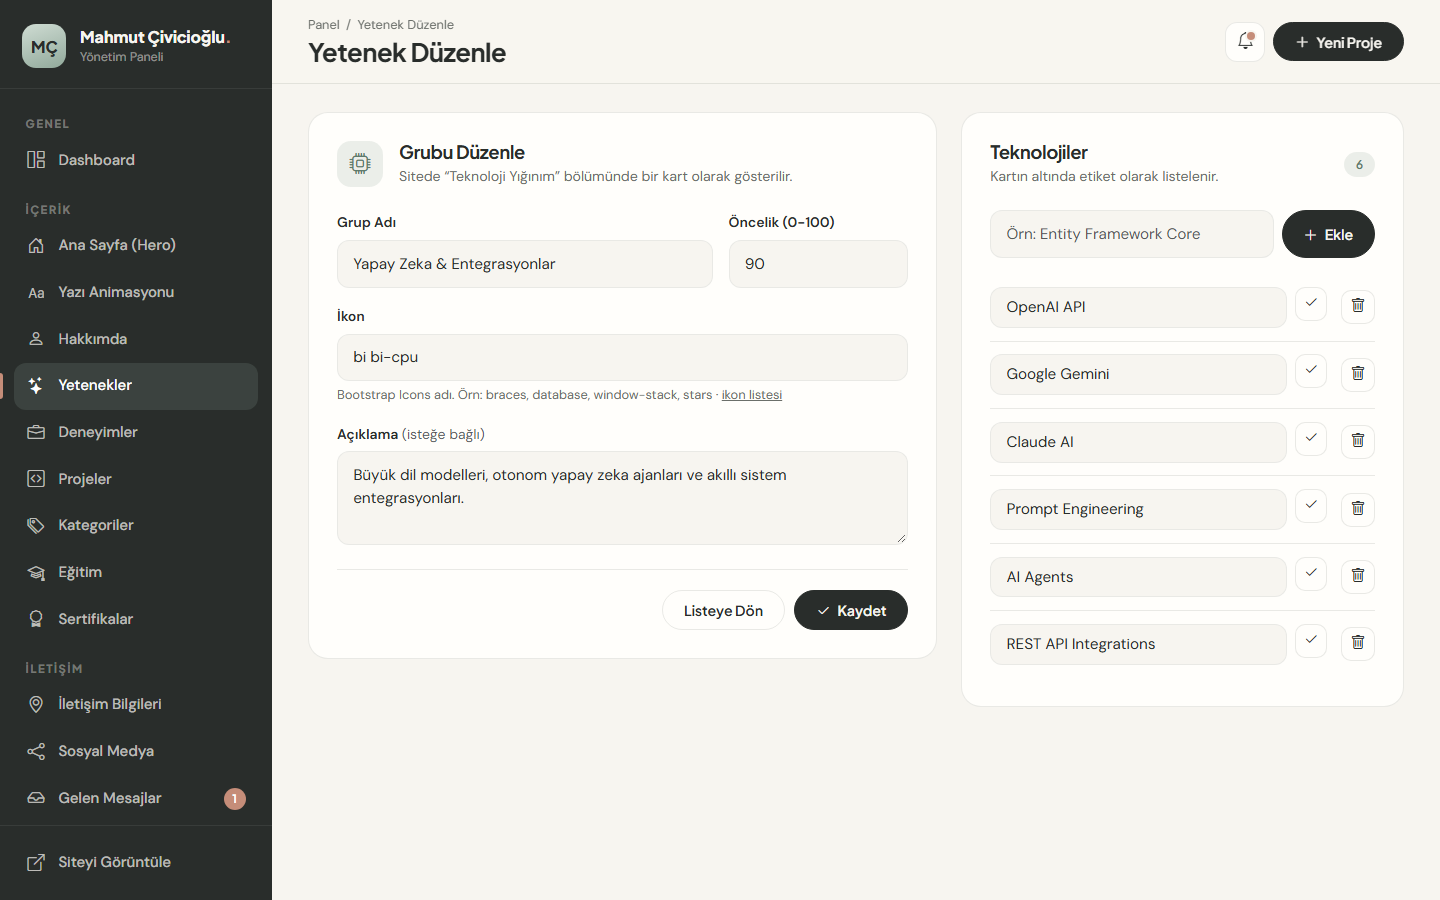 MÇ
Mahmut Çivicioğlu.
Yönetim Paneli
GENEL
Dashboard
İÇERİK
Ana Sayfa (Hero)
Aa Yazı Animasyonu
Hakkımda
Yetenekler
Deneyimler
Projeler
Kategoriler
Eğitim
Sertifikalar
İLETİŞİM
İletişim Bilgileri
Sosyal Medya
Gelen Mesajlar 1
Siteyi Görüntüle
Panel / Yetenek Düzenle
Yetenek Düzenle
+ Yeni Proje
Grubu Düzenle
Sitede “Teknoloji Yığınım” bölümünde bir kart olarak gösterilir.
Grup Adı
Öncelik (0-100)
Yapay Zeka & Entegrasyonlar
90
İkon
bi bi-cpu
Bootstrap Icons adı. Örn: braces, database, window-stack, stars · ikon listesi
Açıklama (isteğe bağlı)
Büyük dil modelleri, otonom yapay zeka ajanları ve akıllı sistem
entegrasyonları.
Listeye Dön
Kaydet
Teknolojiler
Kartın altında etiket olarak listelenir.
6
Örn: Entity Framework Core
+ Ekle
OpenAI API
Google Gemini
Claude AI
Prompt Engineering
AI Agents
REST API Integrations